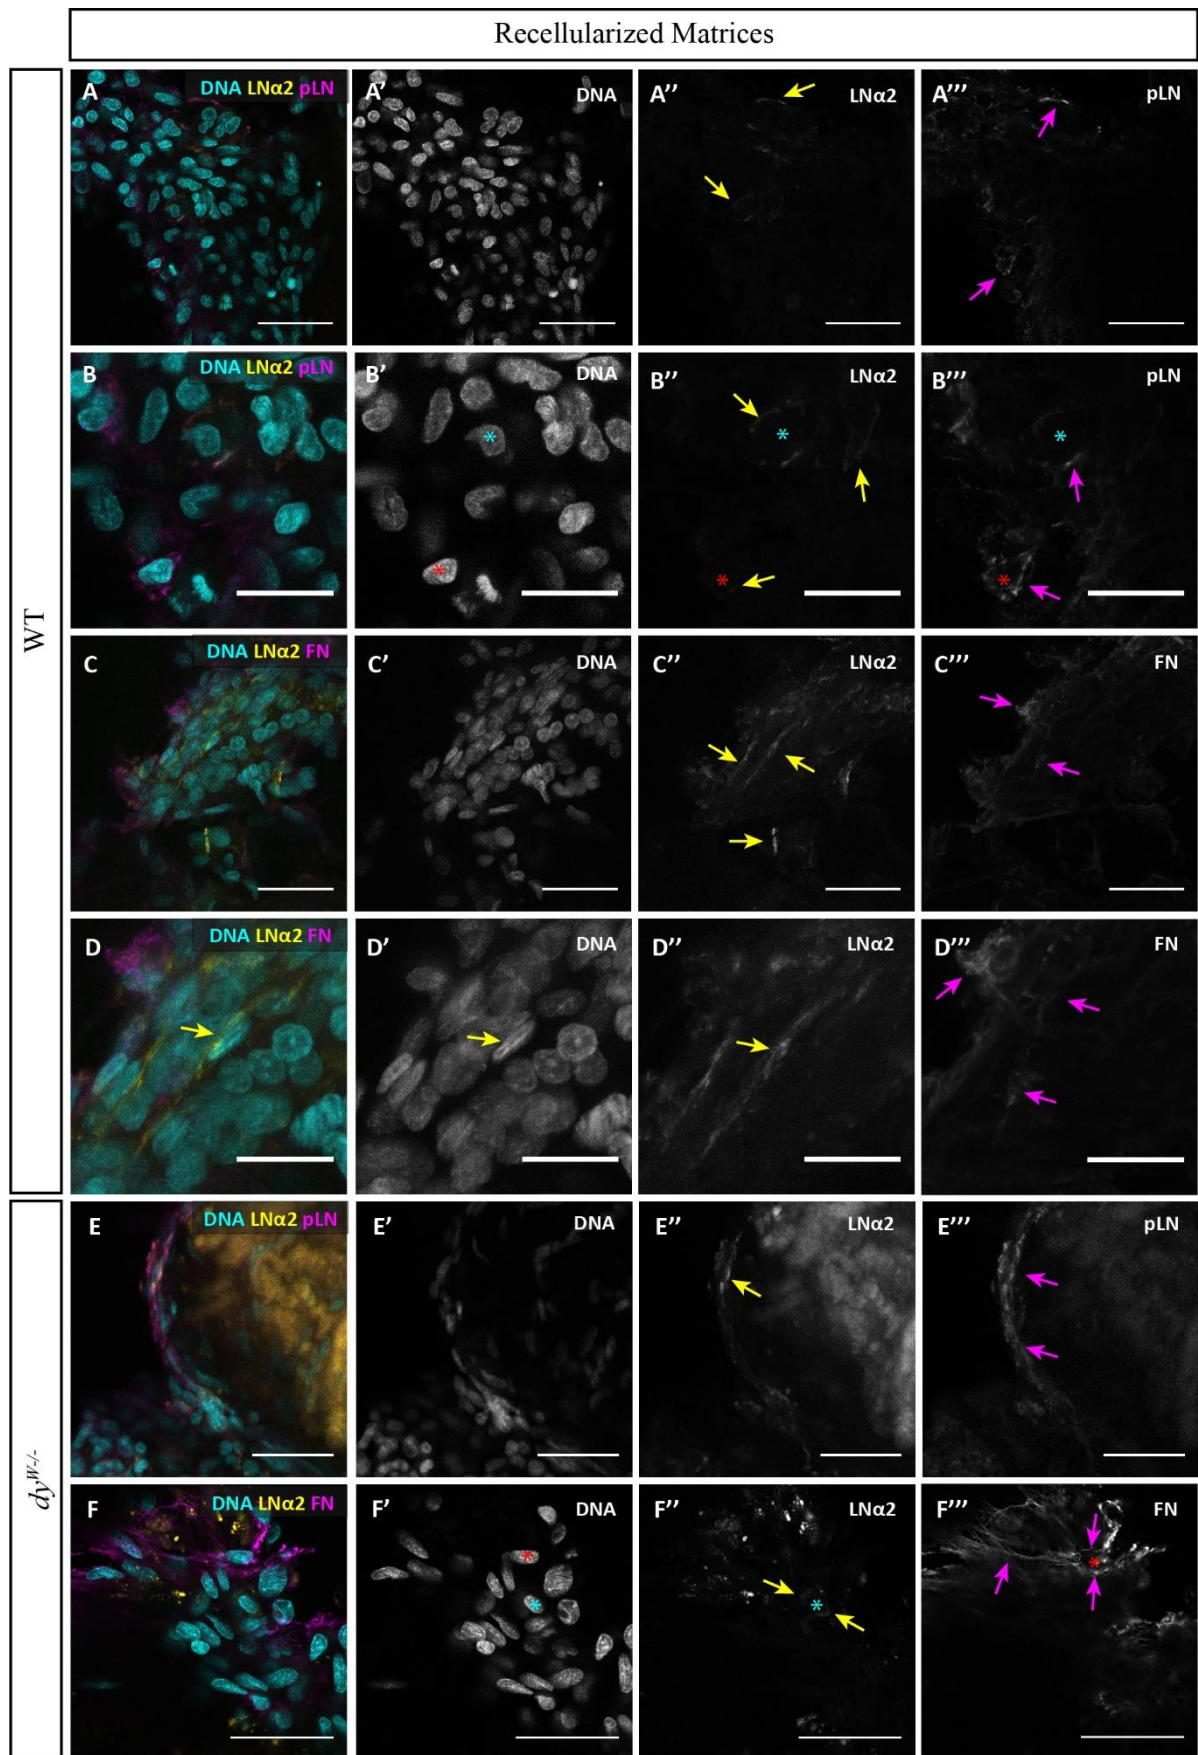 Recellularized Matrices
WT
A DNA LNα2 pLN
A’ DNA
A’’ LNα2
A’’’ pLN
B DNA LNα2 pLN
B’ DNA
* *
B’’ LNα2
* *
B’’’ pLN
* *
C DNA LNα2 FN
C’ DNA
C’’ LNα2
C’’’ FN
D DNA LNα2 FN
D’ DNA
D’’ LNα2
D’’’ FN
dyW-/-
E DNA LNα2 pLN
E’ DNA
E’’ LNα2
E’’’ pLN
F DNA LNα2 FN
F’ DNA
* *
F’’ LNα2
*
F’’’ FN
*